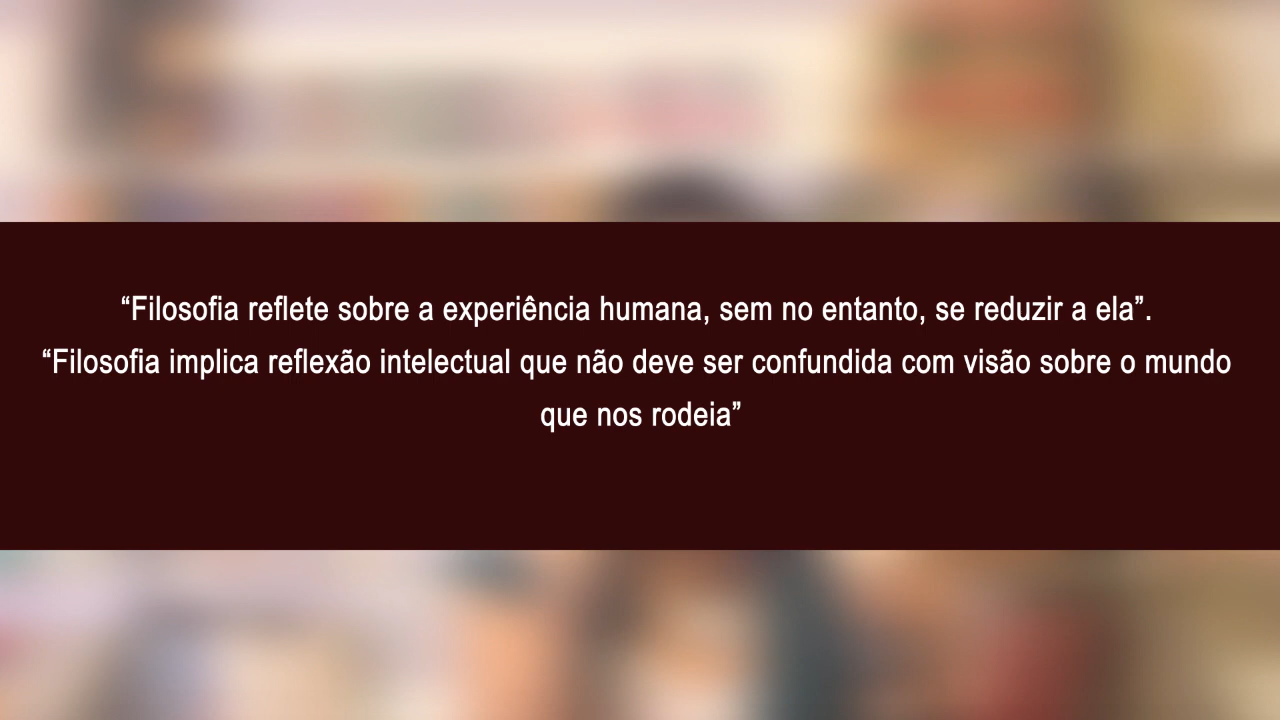 “Filosofia reflete sobre a experiência humana, sem no entanto, se reduzir a ela”.
“Filosofia implica reflexão intelectual que não deve ser confundida com visão sobre o mundo
que nos rodeia”